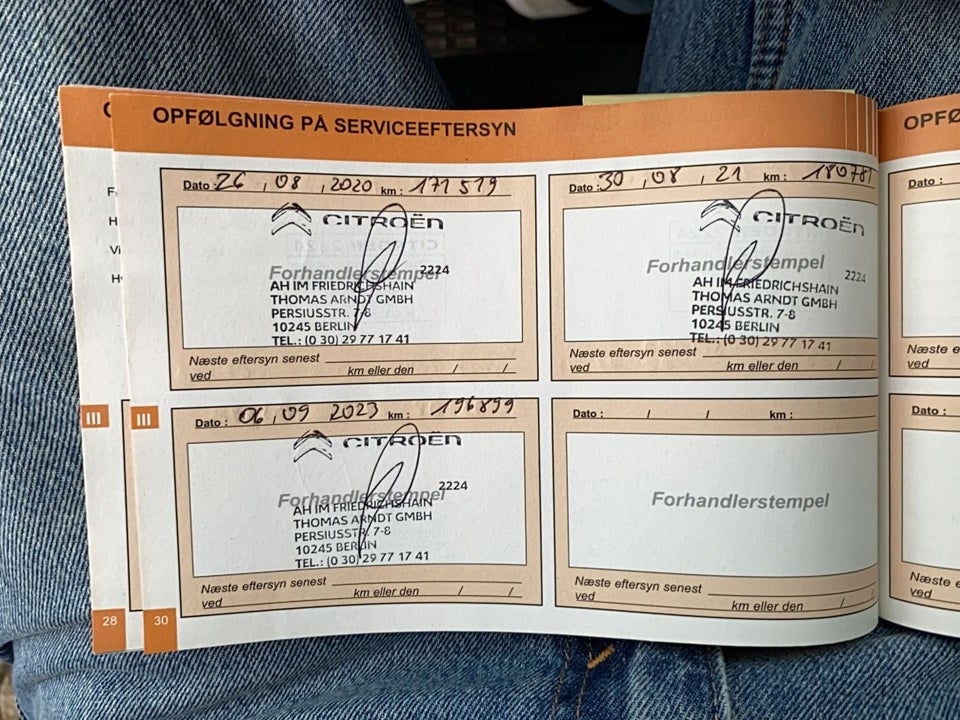 OPFØLGNING PÅ SERVICEEFTERSYN
Dato : 26 , 08 , 2020 km : 171 519
CITROËN
Forhandlerstempel
2224
AH IM FRIEDRICHSHAIN
THOMAS ARNDT GMBH
PERSIUSSTR. 7-8
10245 BERLIN
TEL.: (0 30) 29 77 17 41
Næste eftersyn senest
ved km eller den / /
Dato : 30 , 08 , 21 km : 180781
CITROËN
Forhandlerstempel
2224
AH IM FRIEDRICHSHAIN
THOMAS ARNDT GMBH
PERSIUSSTR. 7-8
10245 BERLIN
TEL.: (0 30) 29 77 17 41
Næste eftersyn senest
ved km eller den / /
Dato : 06 , 09 2023 km : 196899
CITROËN
Forhandlerstempel
2224
AH IM FRIEDRICHSHAIN
THOMAS ARNDT GMBH
PERSIUSSTR. 7-8
10245 BERLIN
TEL.: (0 30) 29 77 17 41
Næste eftersyn senest
ved km eller den / /
Dato : / / km :
Forhandlerstempel
Næste eftersyn senest
ved km eller den / /
III
III
28
30
OPFØ
Dato :
Næste e
ved
Dato :
Næste e
ved